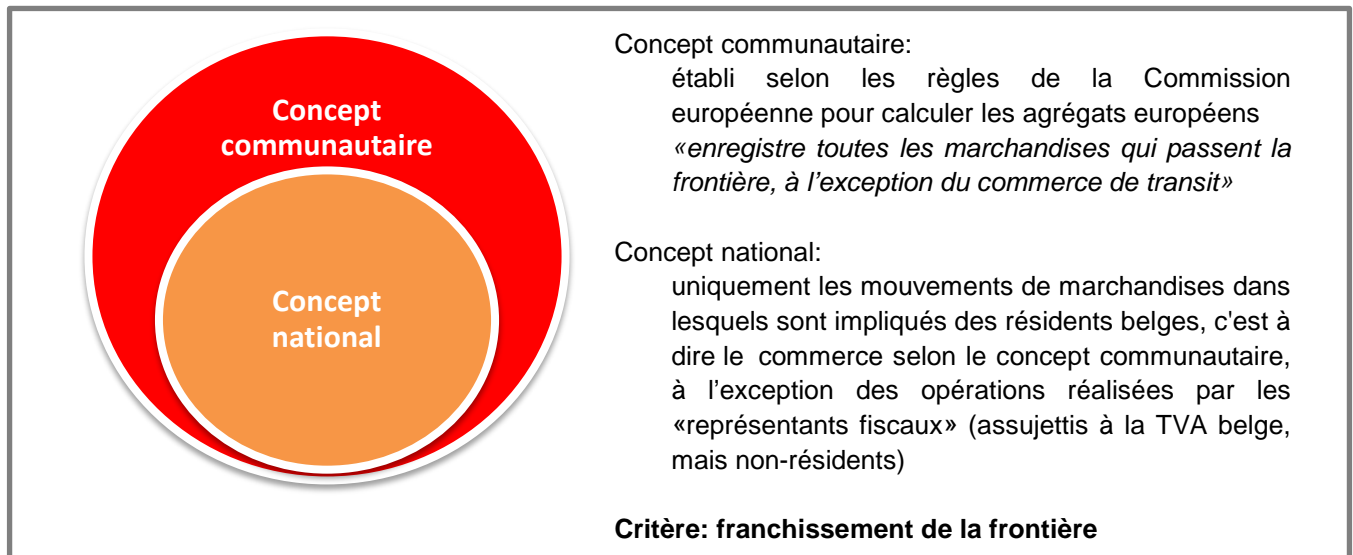 Concept
communautaire
Concept
national
Concept communautaire:
établi selon les règles de la Commission
européenne pour calculer les agrégats européens
«enregistre toutes les marchandises qui passent la
frontière, à l’exception du commerce de transit»
Concept national:
uniquement les mouvements de marchandises dans
lesquels sont impliqués des résidents belges, c'est à
dire le commerce selon le concept communautaire,
à l’exception des opérations réalisées par les
«représentants fiscaux» (assujettis à la TVA belge,
mais non-résidents)
Critère: franchissement de la frontière